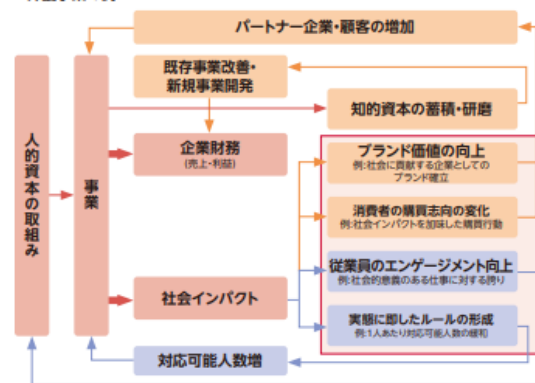 パートナー企業・顧客の増加
既存事業改善・
新規事業開発
知的資本の蓄積・研磨
人的資本の取組み
事業
企業財務
(売上・利益)
ブランド価値の向上
例:社会に貢献する企業としての
ブランド確立
消費者の購買志向の変化
例:社会インパクトを加味した購買行動
従業員のエンゲージメント向上
例:社会的意義のある仕事に対する誇り
社会インパクト
実態に即したルールの形成
例:1人あたり対応可能人数の緩和
対応可能人数増